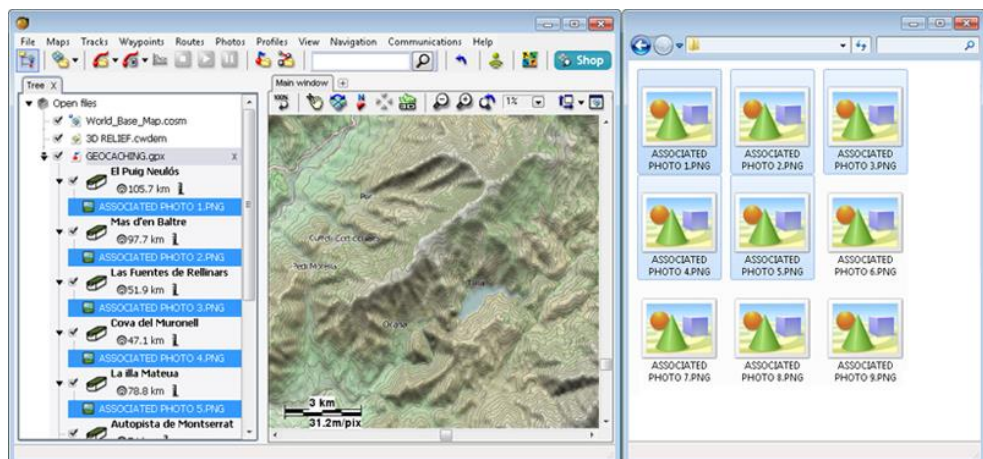 File Maps Tracks Waypoints Routes Photos Profiles View Navigation Communications Help
Shop
Tree X
Open files
World_Base_Map.cosm
3D RELIEF.cwdem
GEOCACHING.gpx x
El Puig Neulós
105.7 km
ASSOCIATED PHOTO 1.PNG
Mas d'en Baltre
97.7 km
ASSOCIATED PHOTO 2.PNG
Las Fuentes de Rellinars
51.9 km
ASSOCIATED PHOTO 3.PNG
Cova del Muronell
47.1 km
ASSOCIATED PHOTO 4.PNG
La illa Mateua
78.8 km
ASSOCIATED PHOTO 5.PNG
Autopista de Montserrat
Main window
100%
1%
Oraña
3 km
31.2m/pix
ASSOCIATED
PHOTO 1.PNG
ASSOCIATED
PHOTO 2.PNG
ASSOCIATED
PHOTO 3.PNG
ASSOCIATED
PHOTO 4.PNG
ASSOCIATED
PHOTO 5.PNG
ASSOCIATED
PHOTO 6.PNG
ASSOCIATED
PHOTO 7.PNG
ASSOCIATED
PHOTO 8.PNG
ASSOCIATED
PHOTO 9.PNG